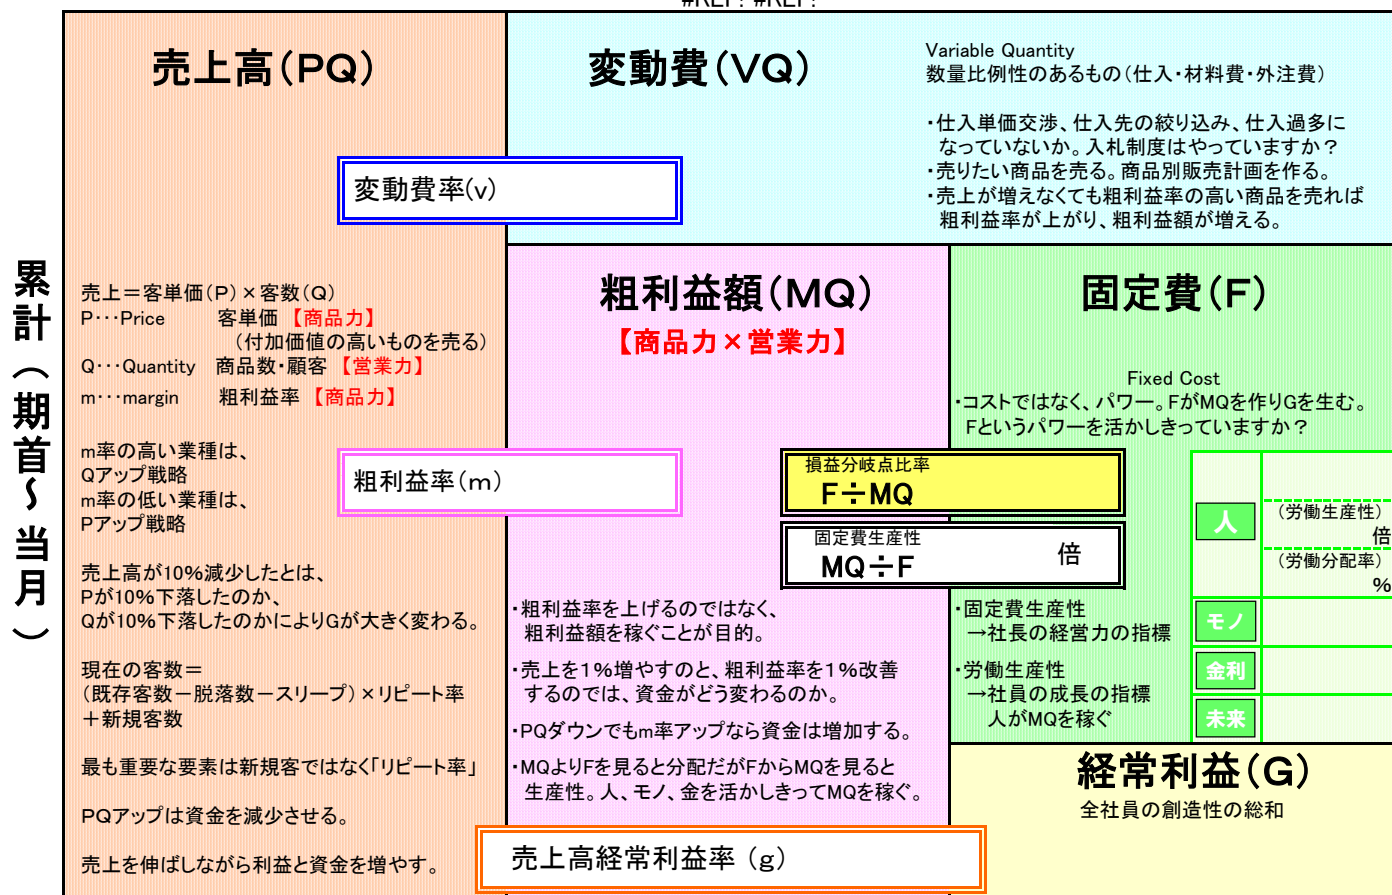 #REF! #REF!
累計（期首～当月）
売上高(PQ)
変動費率(v)
売上＝客単価(P)×客数(Q)
P･･･Price 客単価【商品力】
(付加価値の高いものを売る)
Q･･･Quantity 商品数･顧客【営業力】
m･･･margin 粗利益率【商品力】
m率の高い業種は、
Qアップ戦略
m率の低い業種は、
Pアップ戦略
売上高が10%減少したとは、
Pが10%下落したのか、
Qが10%下落したのかによりGが大きく変わる。
現在の客数＝
(既存客数－脱落数－スリープ)×リピート率
＋新規客数
最も重要な要素は新規客ではなく「リピート率」
PQアップは資金を減少させる。
売上を伸ばしながら利益と資金を増やす。
変動費(VQ)
Variable Quantity
数量比例性のあるもの(仕入･材料費･外注費)
･仕入単価交渉、仕入先の絞り込み、仕入過多に
なっていないか。入札制度はやっていますか？
･売りたい商品を売る。商品別販売計画を作る。
･売上が増えなくても粗利益率の高い商品を売れば
粗利益率が上がり、粗利益額が増える。
粗利益額(MQ)
【商品力×営業力】
粗利益率(m)
損益分岐点比率
F÷MQ
固定費生産性
MQ÷F 倍
･粗利益率を上げるのではなく、
粗利益額を稼ぐことが目的。
･売上を1%増やすのと、粗利益率を1%改善
するのでは、資金がどう変わるのか。
･PQダウンでもm率アップなら資金は増加する。
･MQよりFを見ると分配だがFからMQを見ると
生産性。人、モノ、金を活かしきってMQを稼ぐ。
売上高経常利益率 (g)
固定費(F)
Fixed Cost
･コストではなく、パワー。FがMQを作りGを生む。
Fというパワーを活かしきっていますか？
人
(労働生産性)
倍
(労働分配率)
%
モノ
金利
未来
･固定費生産性
→社長の経営力の指標
･労働生産性
→社員の成長の指標
人がMQを稼ぐ
経常利益(G)
全社員の創造性の総和